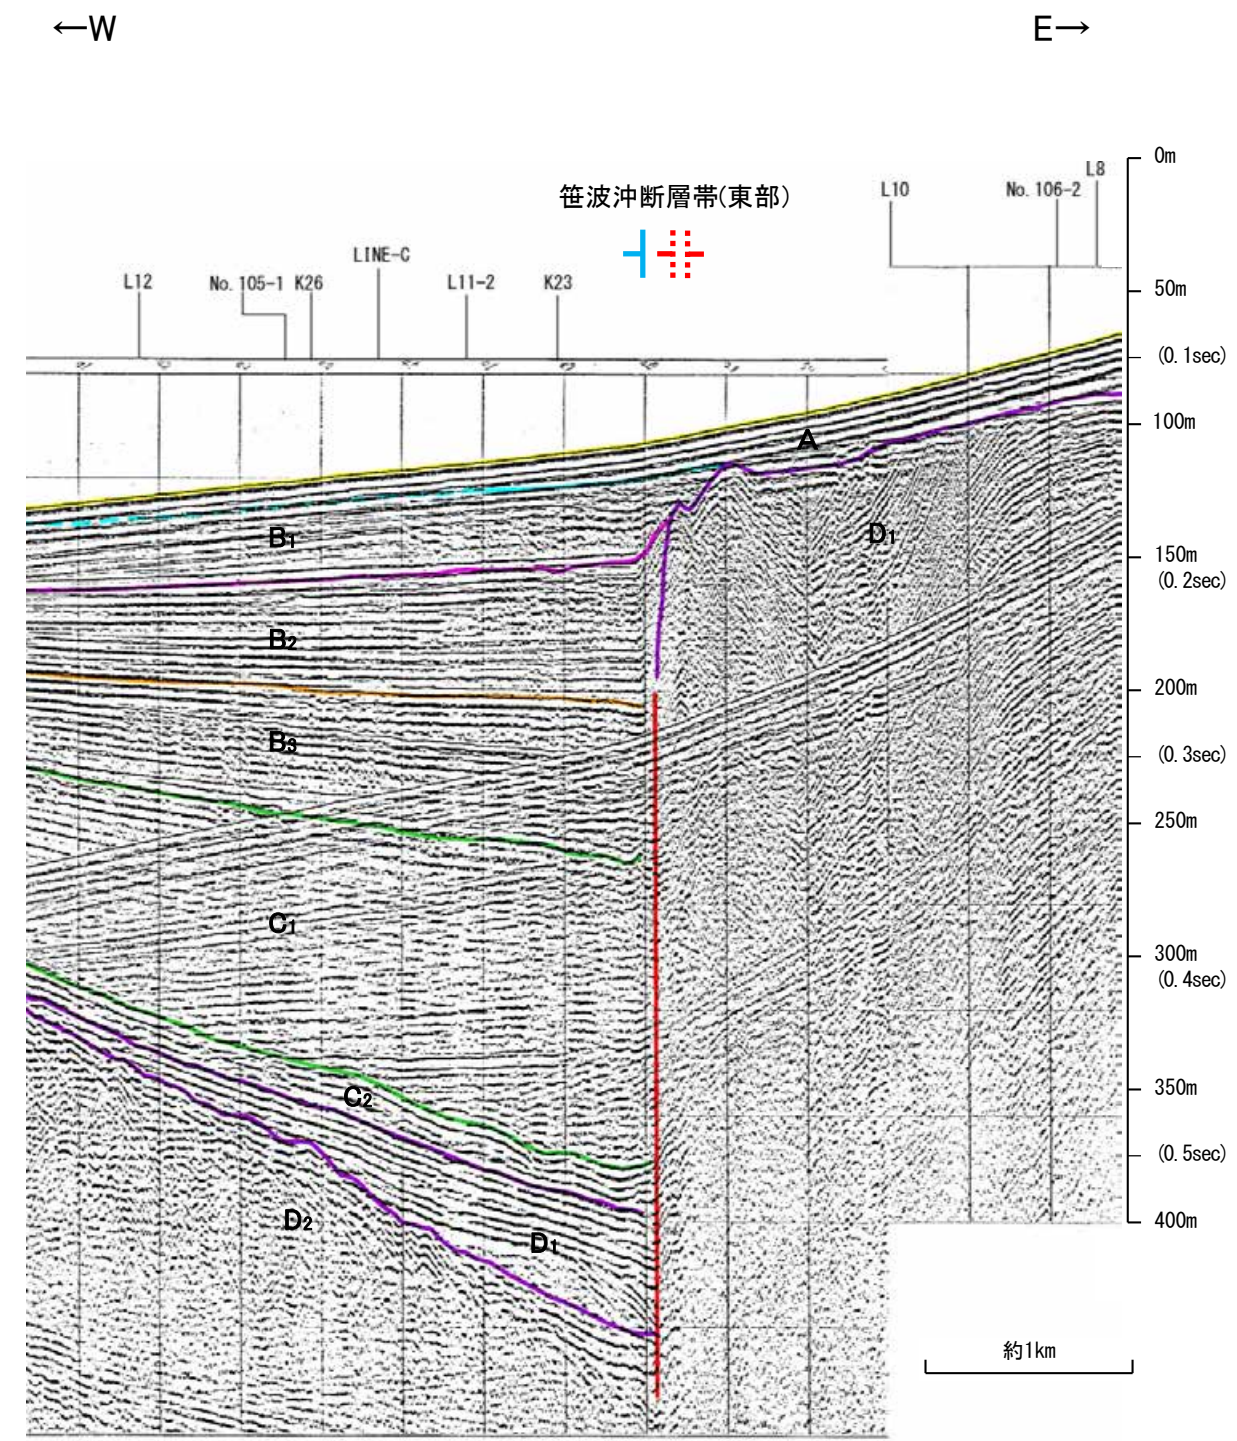 ←W
E→
0m
L8
笹波沖断層帯(東部)
L10
No. 106-2
LINE-C
L12
No. 105-1
K26
L11-2
K23
50m
(0.1sec)
A
100m
B1
D1
150m
(0.2sec)
B2
200m
B3
(0.3sec)
250m
C1
300m
(0.4sec)
C2
350m
(0.5sec)
D2
D1
400m
約1km